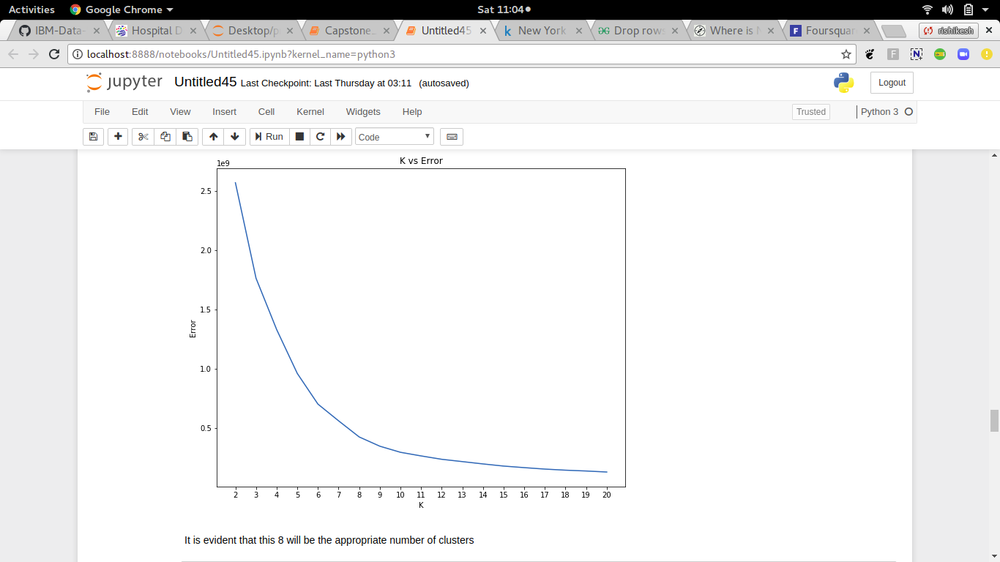 Activities Google Chrome Sat 11:04
IBM-Data- Hospital D Desktop/p Capstone_ Untitled45 New York Drop rows Where is Foursquar rishikesh
localhost:8888/notebooks/Untitled45.ipynb?kernel_name=python3
jupyter Untitled45 Last Checkpoint: Last Thursday at 03:11 (autosaved) Logout
File Edit View Insert Cell Kernel Widgets Help Trusted Python 3
Run Code
K vs Error
1e9
2.5
2.0
1.5
1.0
0.5
Error
2 3 4 5 6 7 8 9 10 11 12 13 14 15 16 17 18 19 20
K
It is evident that this 8 will be the appropriate number of clusters